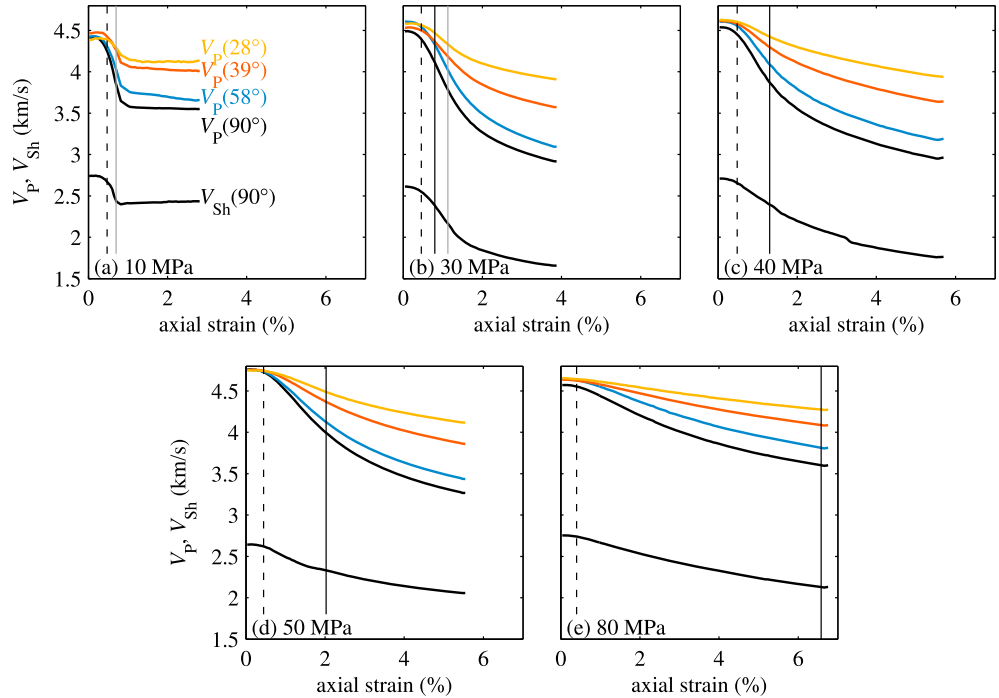 V_P, V_Sh (km/s)
4.5
4
3.5
3
2.5
2
1.5
V_P(28°)
V_P(39°)
V_P(58°)
V_P(90°)
V_Sh(90°)
(a) 10 MPa
0 2 4 6
axial strain (%)
(b) 30 MPa
0 2 4 6
axial strain (%)
(c) 40 MPa
0 2 4 6
axial strain (%)
V_P, V_Sh (km/s)
4.5
4
3.5
3
2.5
2
1.5
(d) 50 MPa
0 2 4 6
axial strain (%)
(e) 80 MPa
0 2 4 6
axial strain (%)